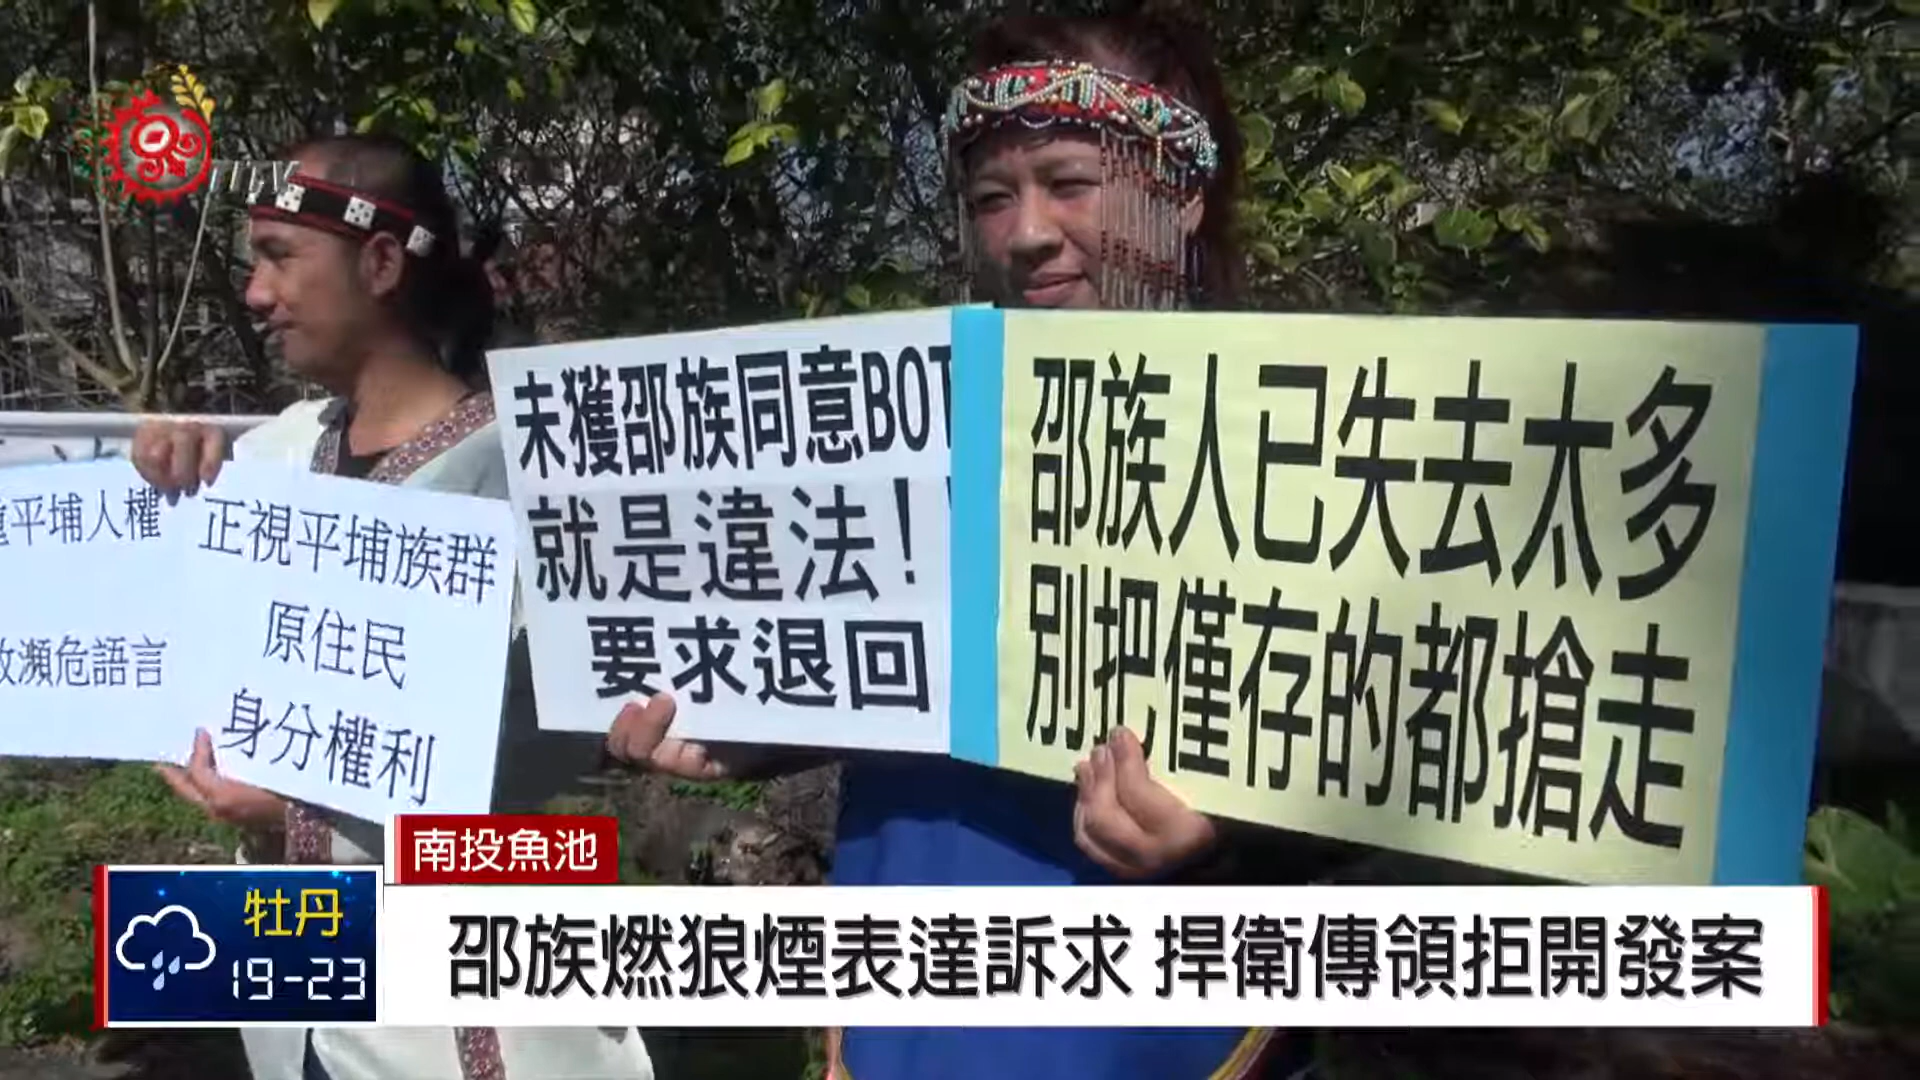 未獲邵族同意BOT
就是違法!
要求退回
邵族人已失去太多
別把僅存的都搶走
平埔人權
瀕危語言
正視平埔族群
原住民
身分權利
南投魚池
牡丹
19-23
邵族燃狼煙表達訴求 捍衛傳領拒開發案